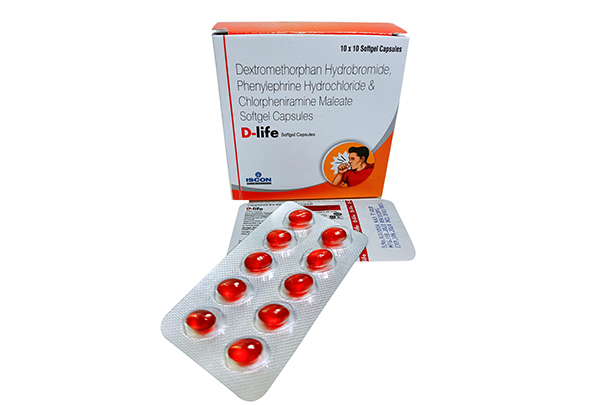 10 x 10 Softgel Capsules
Dextromethorphan Hydrobromide,
Phenylephrine Hydrochloride &
Chlorpheniramine Maleate
Softgel Capsules
D-life Softgel Capsules
ISCON
D-life